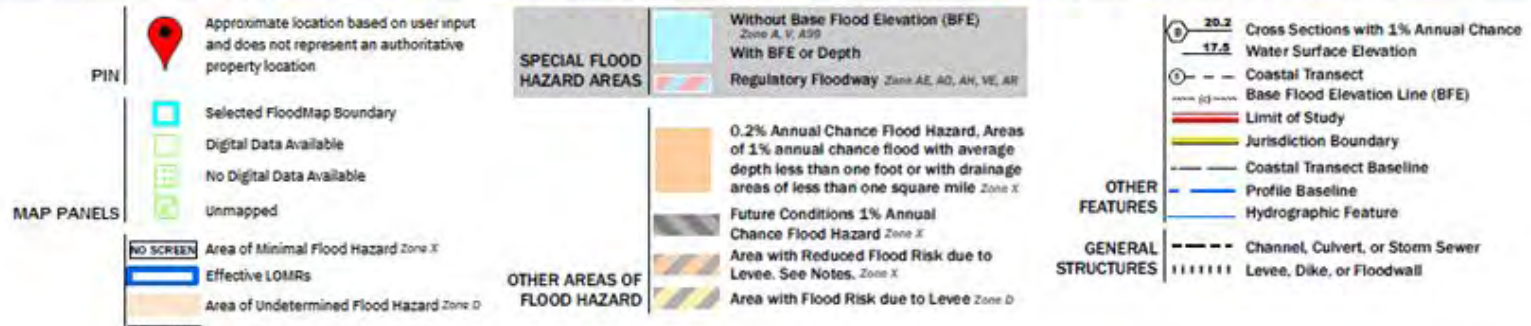 PIN
Approximate location based on user input
and does not represent an authoritative
property location
MAP PANELS
Selected FloodMap Boundary
Digital Data Available
No Digital Data Available
Unmapped
NO SCREEN Area of Minimal Flood Hazard Zone X
Effective LOMRs
Area of Undetermined Flood Hazard Zone D
SPECIAL FLOOD
HAZARD AREAS
Without Base Flood Elevation (BFE)
Zone A, V, A99
With BFE or Depth
Regulatory Floodway Zone AE, AO, AH, VE, AR
OTHER AREAS OF
FLOOD HAZARD
0.2% Annual Chance Flood Hazard, Areas
of 1% annual chance flood with average
depth less than one foot or with drainage
areas of less than one square mile Zone X
Future Conditions 1% Annual
Chance Flood Hazard Zone X
Area with Reduced Flood Risk due to
Levee. See Notes. Zone X
Area with Flood Risk due to Levee Zone D
OTHER
FEATURES
20.2 Cross Sections with 1% Annual Chance
17.5 Water Surface Elevation
Coastal Transect
Base Flood Elevation Line (BFE)
Limit of Study
Jurisdiction Boundary
Coastal Transect Baseline
Profile Baseline
Hydrographic Feature
GENERAL
STRUCTURES
Channel, Culvert, or Storm Sewer
Levee, Dike, or Floodwall